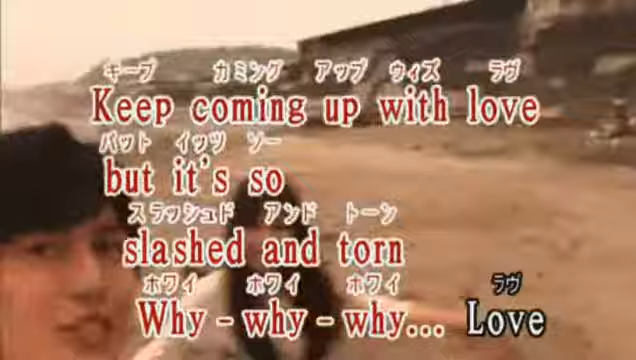 キープ カミング アップ ウィズ ラヴ
Keep coming up with love
バット イッツ ソー
but it's so
スラッシュド アンド トーン
slashed and torn
ホワイ ホワイ ホワイ ラヴ
Why - why - why... Love